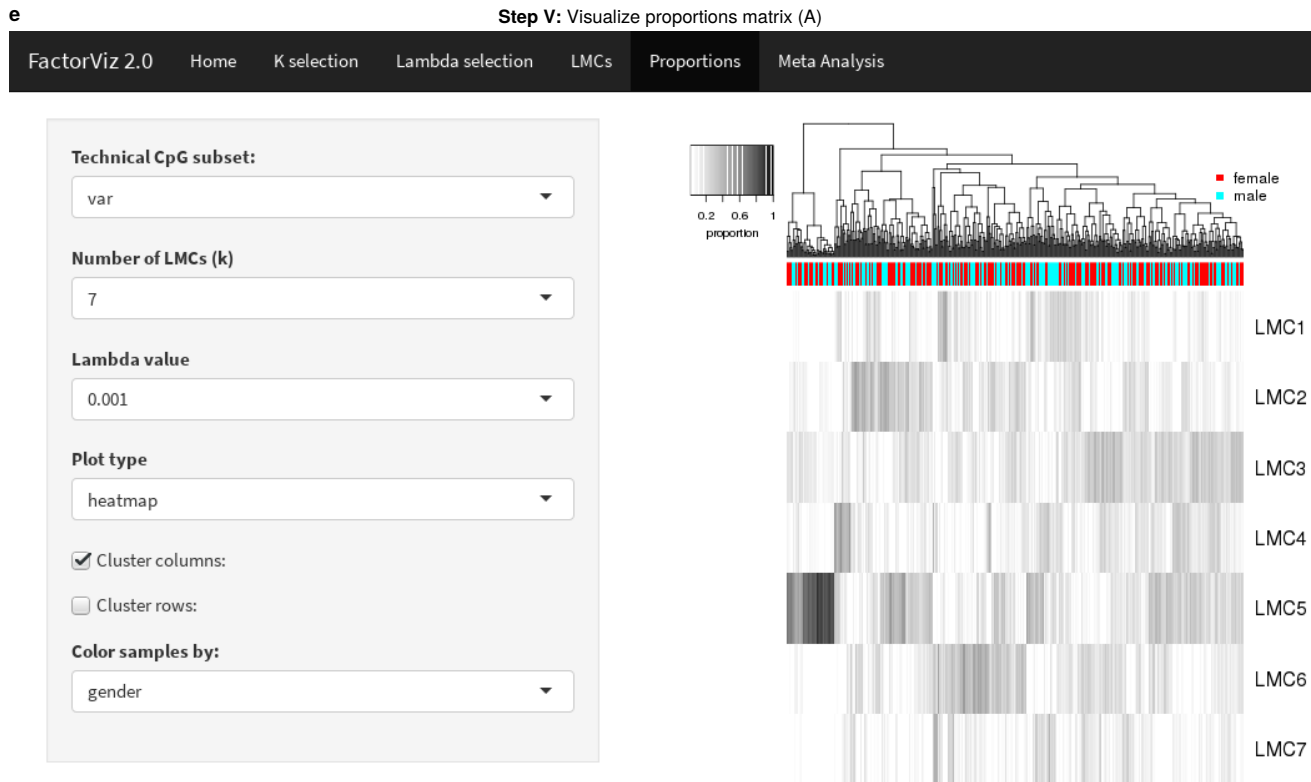 e
Step V: Visualize proportions matrix (A)
FactorViz 2.0 Home K selection Lambda selection LMCs Proportions Meta Analysis
Technical CpG subset:
var
Number of LMCs (k)
7
Lambda value
0.001
Plot type
heatmap
Cluster columns:
Cluster rows:
Color samples by:
gender
0.2 0.6 1
proportion
female
male
LMC1
LMC2
LMC3
LMC4
LMC5
LMC6
LMC7